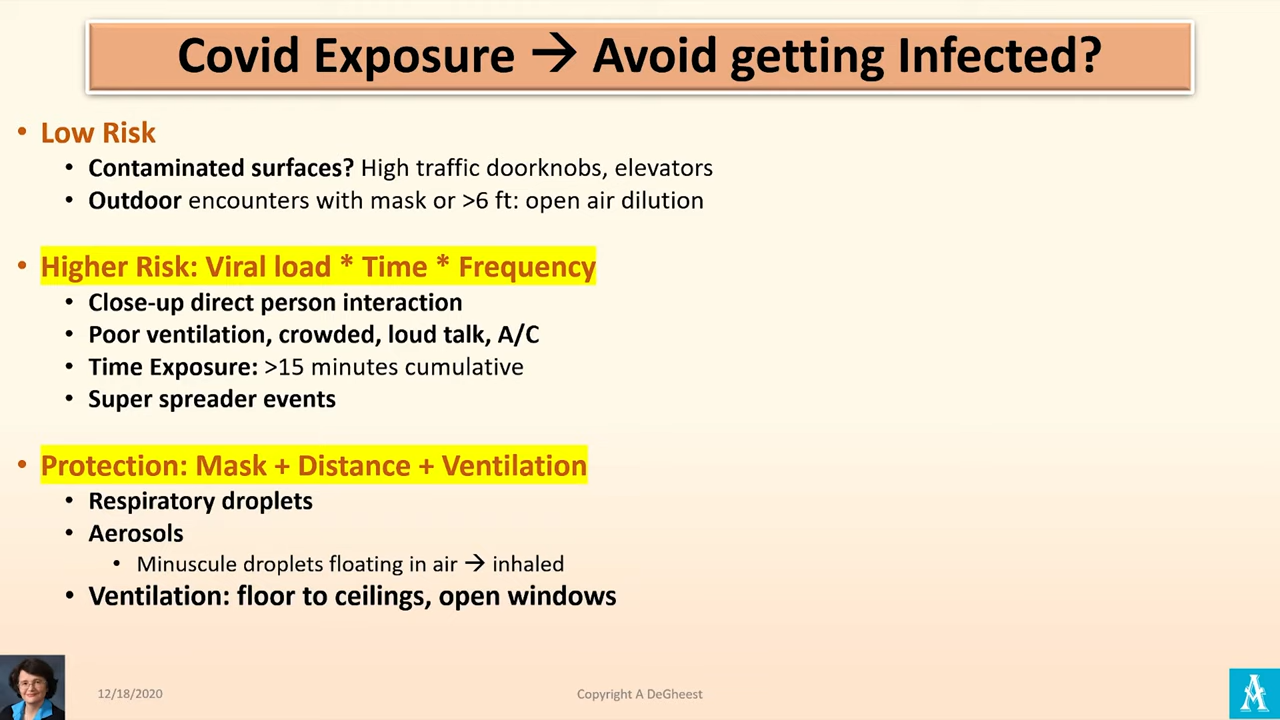 Covid Exposure → Avoid getting Infected?
• Low Risk
• Contaminated surfaces? High traffic doorknobs, elevators
• Outdoor encounters with mask or >6 ft: open air dilution
• Higher Risk: Viral load * Time * Frequency
• Close-up direct person interaction
• Poor ventilation, crowded, loud talk, A/C
• Time Exposure: >15 minutes cumulative
• Super spreader events
• Protection: Mask + Distance + Ventilation
• Respiratory droplets
• Aerosols
• Minuscule droplets floating in air → inhaled
• Ventilation: floor to ceilings, open windows
12/18/2020
Copyright A DeGheest
A